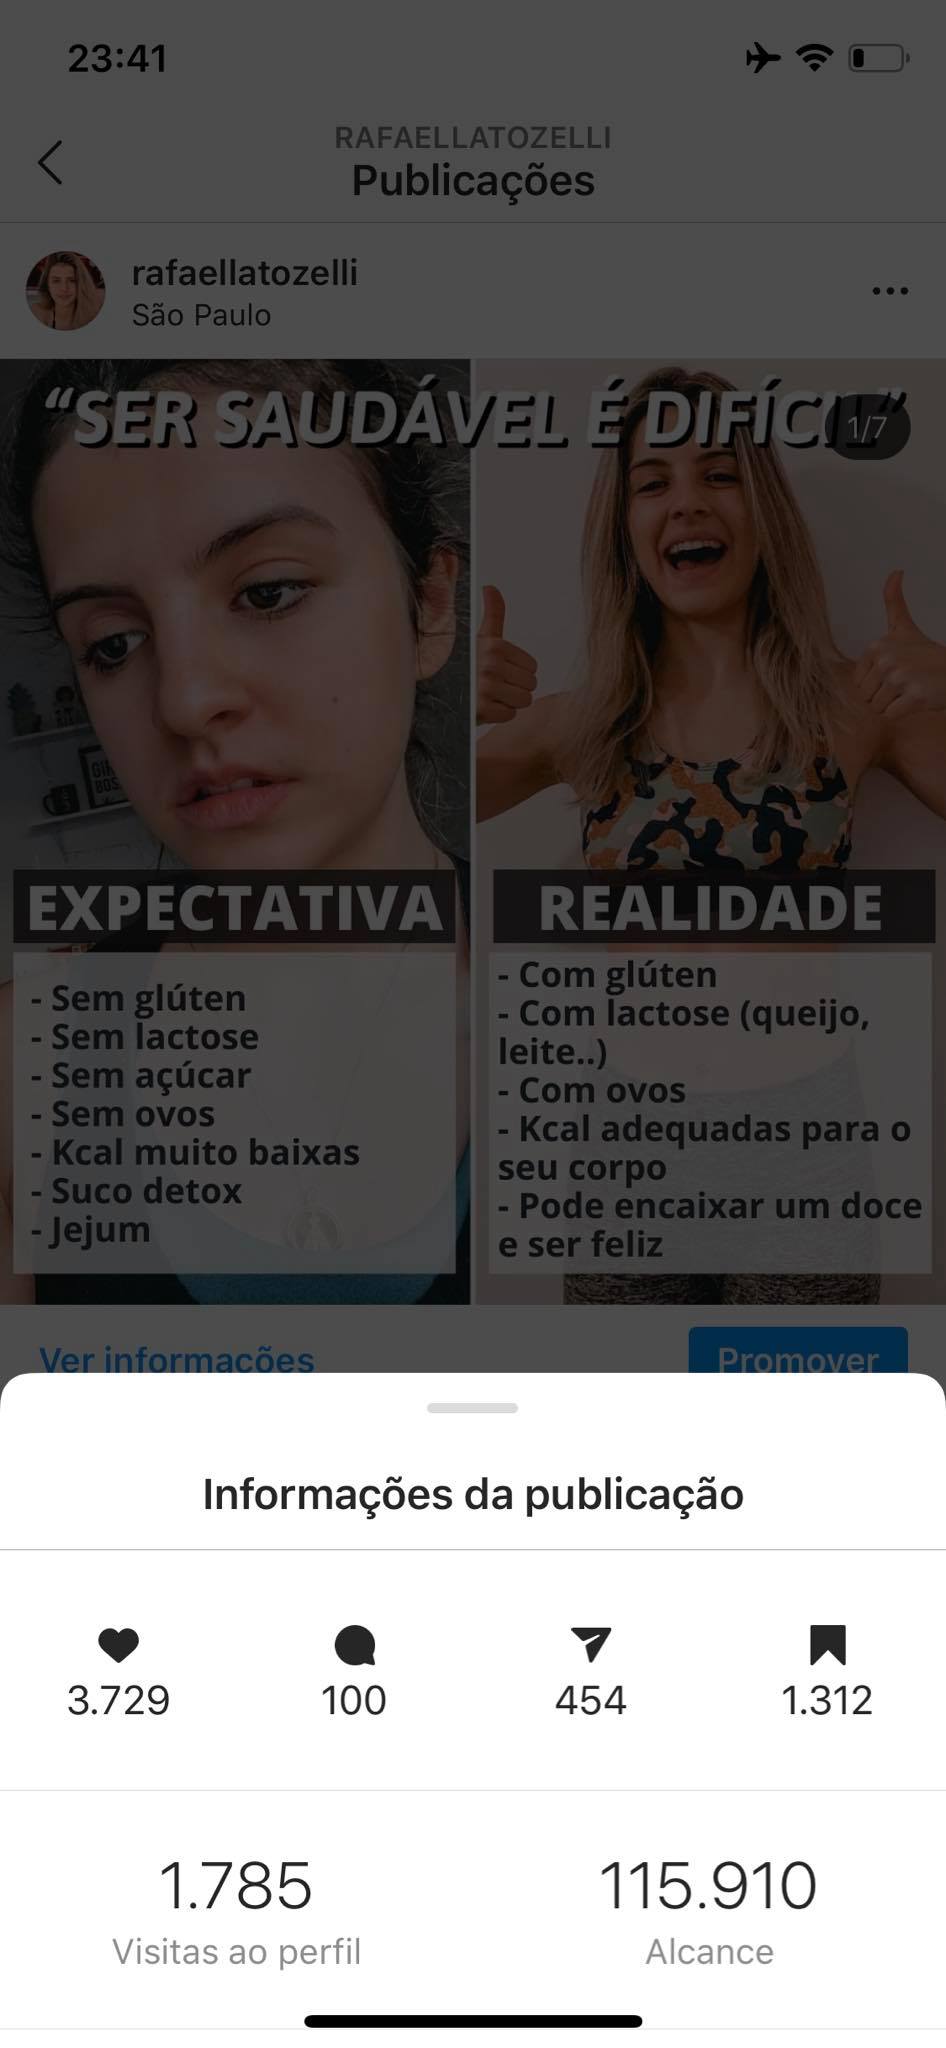 23:41
RAFAELLATOZELLI
Publicações
rafaellatozelli
São Paulo
“SER SAUDÁVEL É DIFÍCIL”
1/7
GIRL
BOSS
EXPECTATIVA
- Sem glúten
- Sem lactose
- Sem açúcar
- Sem ovos
- Kcal muito baixas
- Suco detox
- Jejum
REALIDADE
- Com glúten
- Com lactose (queijo,
leite..)
- Com ovos
- Kcal adequadas para o
seu corpo
- Pode encaixar um doce
e ser feliz
Ver informações
Promover
Informações da publicação
3.729
100
454
1.312
1.785
Visitas ao perfil
115.910
Alcance